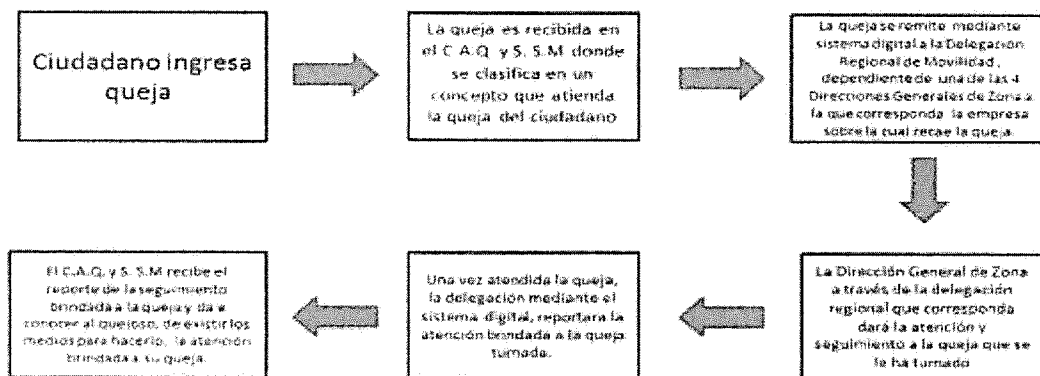 Ciudadano ingresa
queja
La queja es recibida en
el C A.Q. y S. S.M donde
se clasifica en un
concepto que atienda
la queja del ciudadano
La queja se remite mediante
sistema digital a la Delegación
Regional de Movilidad,
dependiente de una de las 4
Direcciones Generales de Zona a
la que corresponda la empresa
sobre la cual recae la queja
La Dirección General de Zona
a través de la delegación
regional que corresponda
dará la atención y
seguimiento a la queja que se
le ha turnado
Una vez atendida la queja,
la delegación mediante el
sistema digital, reportara la
atención brindada a la queja
turnada.
El C.A.Q. y S. S.M recibe el
reporte de la seguimiento
brindada a la queja y da a
conocer al quejoso, de existir los
medios para hacerlo, la atención
brindada a su queja.